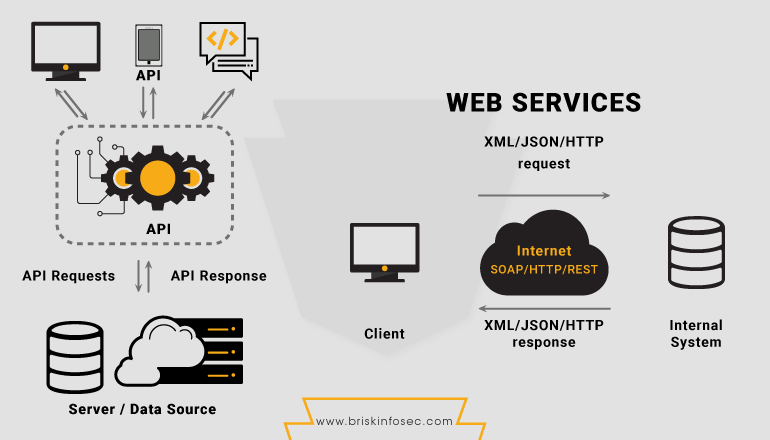 API
</>
API
API Requests
API Response
Server / Data Source
WEB SERVICES
XML/JSON/HTTP
request
Internet
SOAP/HTTP/REST
Client
XML/JSON/HTTP
response
Internal
System
www.briskinfosec.com